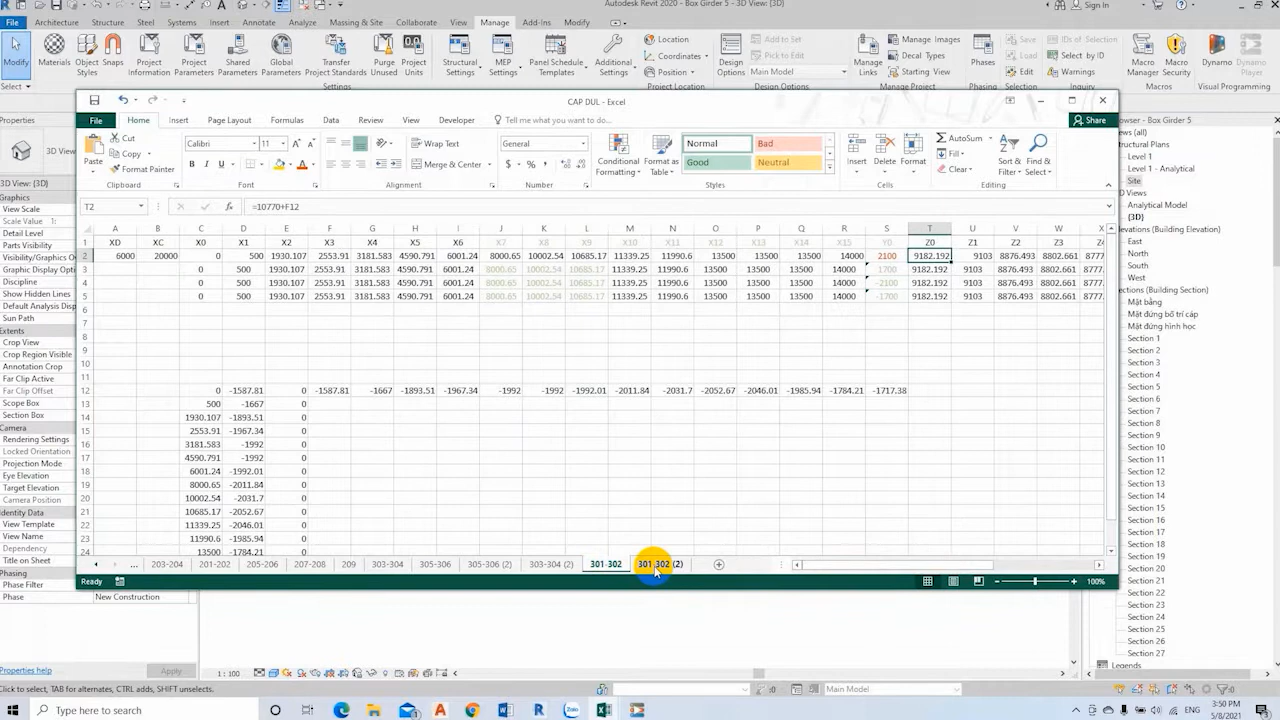 Autodesk Revit 2020 - Box Girder 5 - 3D View: {3D}
Sign In
File Architecture Structure Steel Systems Insert Annotate Analyze Massing & Site Collaborate View Manage Add-Ins Modify
Modify Materials Object Styles Snaps Project Information Project Parameters Shared Parameters Global Parameters Transfer Project Standards Purge Unused Project Units Structural Settings MEP Settings Panel Schedule Templates Additional Settings
Location Coordinates Position
Design Options Add to Set Pick to Edit Main Model
Manage Links Manage Images Decal Types Starting View
Phases Save Load Edit IDs of Selection Select by ID Warnings
Macro Manager Macro Security Dynamo Dynamo Player
Select Settings Design Options Inquiry Macros Visual Programming
CAP DUL - Excel
File Home Insert Page Layout Formulas Data Review View Developer Tell me what you want to do... Share
Paste Cut Copy Format Painter
Calibri 11
B I U
Wrap Text
Merge & Center
General
$ % ,
Conditional Formatting Format as Table
Normal Bad
Good Neutral
Insert Delete Format
AutoSum Fill Clear
Sort & Filter Find & Select
Clipboard Font Alignment Number Styles Cells Editing
T2 fx =10770+F12
A B C D E F G H I J K L M N O P Q R S T U V W X
1 XD XC X0 X1 X2 X3 X4 X5 X6 X7 X8 X9 X10 X11 X12 X13 X14 X15 Y0 Z0 Z1 Z2 Z3 Z4
2 6000 20000 0 500 1930.107 2553.91 3181.583 4590.791 6001.24 8000.65 10002.54 10685.17 11339.25 11990.6 13500 13500 13500 14000 2100 9182.192 9103 8876.493 8802.661 8777.
3 0 500 1930.107 2553.91 3181.583 4590.791 6001.24 8000.65 10002.54 10685.17 11339.25 11990.6 13500 13500 13500 14000 1700 9182.192 9103 8876.493 8802.661 8777.
4 0 500 1930.107 2553.91 3181.583 4590.791 6001.24 8000.65 10002.54 10685.17 11339.25 11990.6 13500 13500 13500 14000 -2100 9182.192 9103 8876.493 8802.661 8777.
5 0 500 1930.107 2553.91 3181.583 4590.791 6001.24 8000.65 10002.54 10685.17 11339.25 11990.6 13500 13500 13500 14000 -1700 9182.192 9103 8876.493 8802.661 8777.
6
7
8
9
10
11
12 0 -1587.81 0 -1587.81 -1667 -1893.51 -1967.34 -1992 -1992 -1992.01 -2011.84 -2031.7 -2052.67 -2046.01 -1985.94 -1784.21 -1717.38
13 500 -1667 0
14 1930.107 -1893.51 0
15 2553.91 -1967.34 0
16 3181.583 -1992 0
17 4590.791 -1992 0
18 6001.24 -1992.01 0
19 8000.65 -2011.84 0
20 10002.54 -2031.7 0
21 10685.17 -2052.67 0
22 11339.25 -2046.01 0
23 11990.6 -1985.94 0
24 13500 -1784.21 0
... 203-204 201-202 205-206 207-208 209 303-304 305-306 305-306 (2) 303-304 (2) 301-302 301-302 (2)
Ready 100%
Properties
3D View
3D View: {3D}
Graphics
View Scale
Scale Value 1:
Detail Level
Parts Visibility
Visibility/Graphics O
Graphic Display Optio
Discipline
Show Hidden Lines
Default Analysis Disp
Sun Path
Extents
Crop View
Crop Region Visible
Annotation Crop
Far Clip Active
Far Clip Offset
Scope Box
Section Box
Camera
Rendering Settings
Locked Orientation
Projection Mode
Eye Elevation
Target Elevation
Camera Position
Identity Data
View Template
View Name
Dependency
Title on Sheet
Phasing
Phase Filter
Phase New Construction
Properties help Apply
owser - Box Girder 5
Views (all)
Structural Plans
Level 1
Level 1 - Analytical
Site
3D Views
Analytical Model
{3D}
Elevations (Building Elevation)
East
North
South
West
Sections (Building Section)
Mặt bằng
Mặt đứng bố trí cáp
Mặt đứng hình học
Section 1
Section 2
Section 4
Section 5
Section 6
Section 7
Section 8
Section 9
Section 10
Section 11
Section 12
Section 13
Section 14
Section 15
Section 16
Section 17
Section 18
Section 19
Section 20
Section 21
Section 22
Section 23
Section 24
Section 25
Section 26
Section 27
Legends
1 : 100
Click to select, TAB for alternates, CTRL adds, SHIFT unselects.
:0 Main Model :0
Type here to search
ENG 3:50 PM
5/8/2021